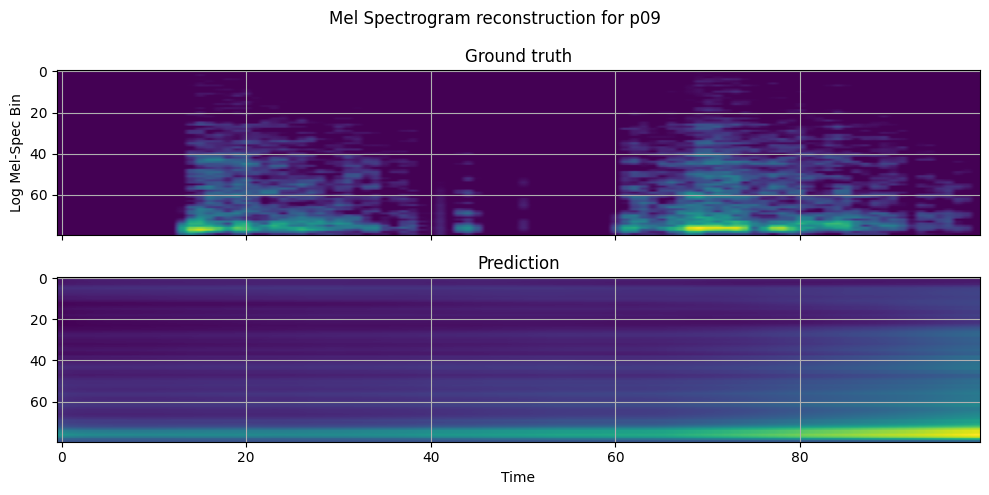 Mel Spectrogram reconstruction for p09
Ground truth
Log Mel-Spec Bin
0
20
40
60
Prediction
0
20
40
60
0 20 40 60 80
Time